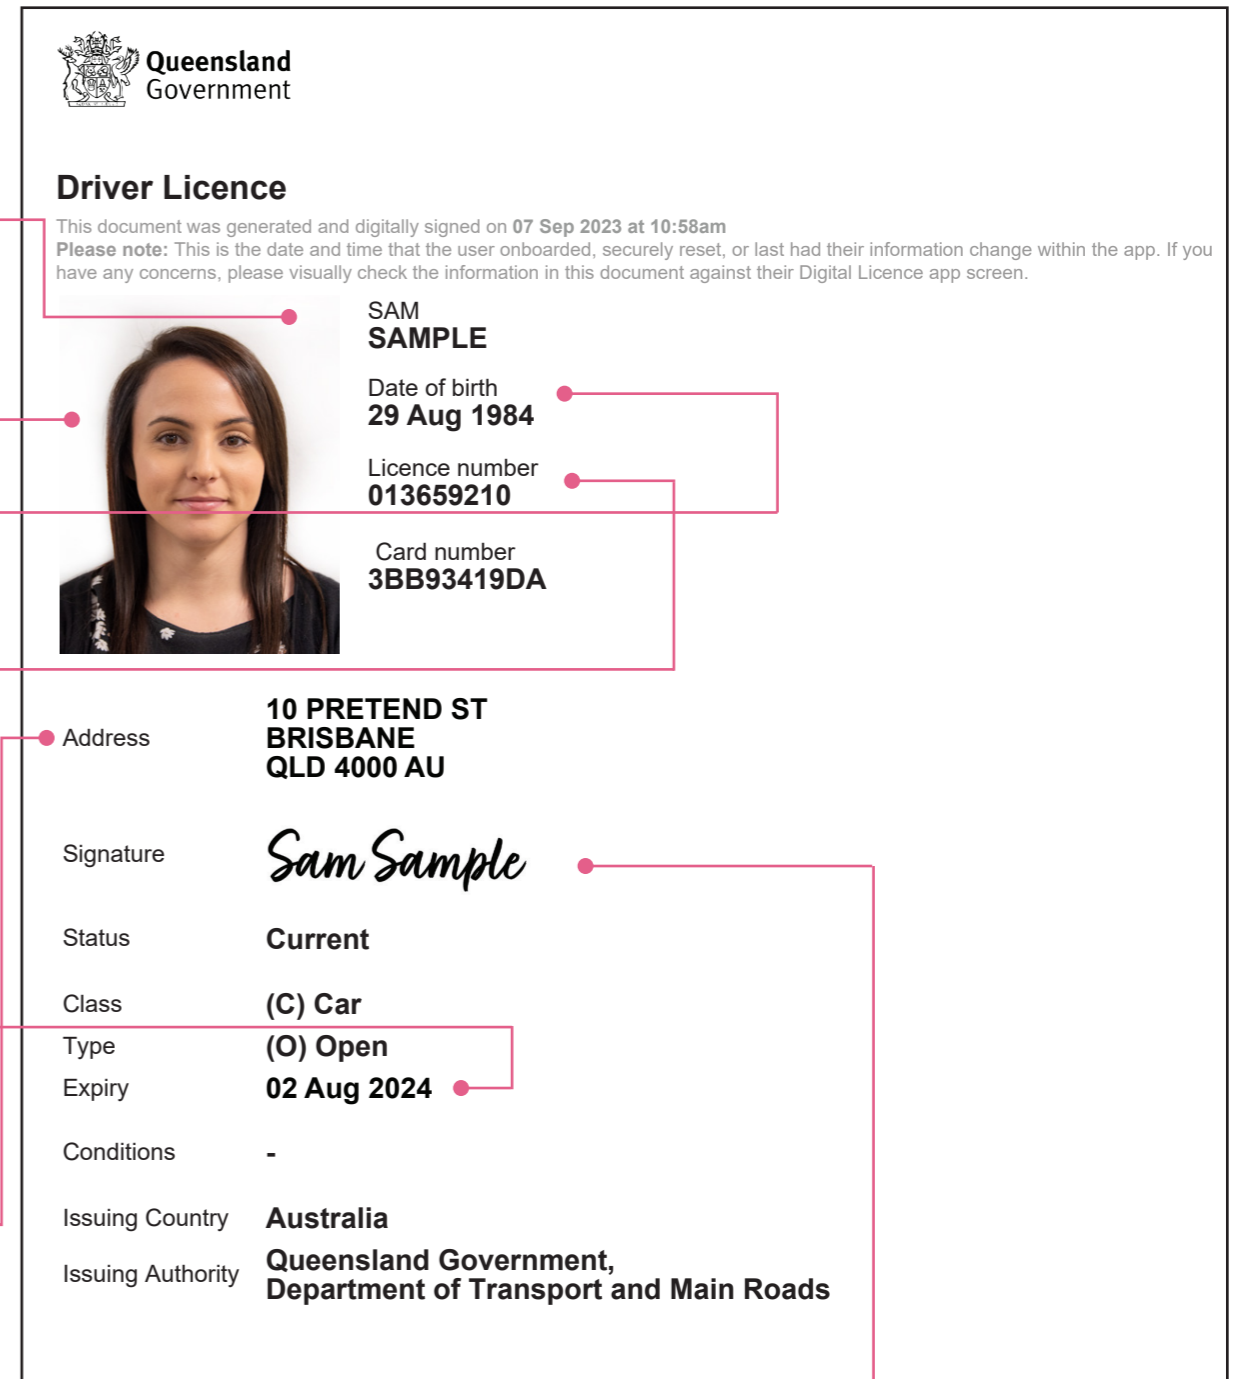 Queensland
Government
Driver Licence
This document was generated and digitally signed on 07 Sep 2023 at 10:58am
Please note: This is the date and time that the user onboarded, securely reset, or last had their information change within the app. If you
have any concerns, please visually check the information in this document against their Digital Licence app screen.
SAM
SAMPLE
Date of birth
29 Aug 1984
Licence number
013659210
Card number
3BB93419DA
Address
10 PRETEND ST
BRISBANE
QLD 4000 AU
Signature
Sam Sample
Status
Current
Class
(C) Car
Type
(O) Open
Expiry
02 Aug 2024
Conditions
-
Issuing Country
Australia
Issuing Authority
Queensland Government,
Department of Transport and Main Roads